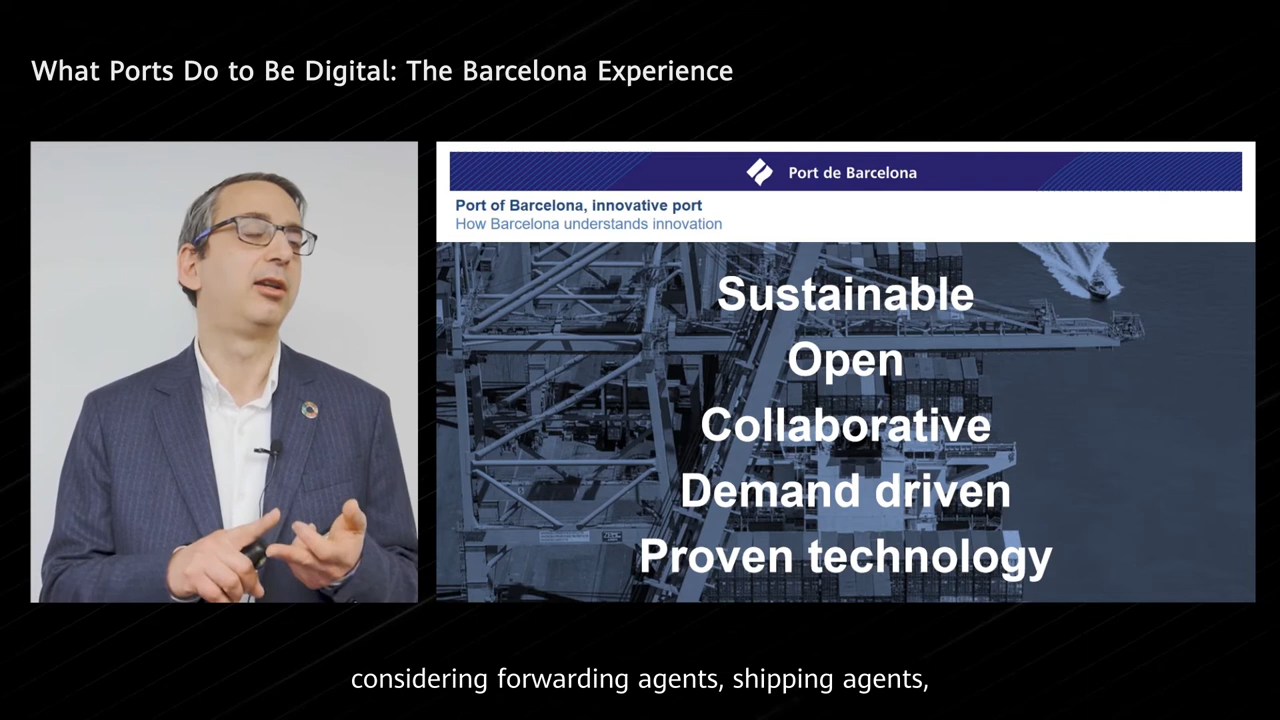 What Ports Do to Be Digital: The Barcelona Experience
Port de Barcelona
Port of Barcelona, innovative port
How Barcelona understands innovation
Sustainable
Open
Collaborative
Demand driven
Proven technology
considering forwarding agents, shipping agents,